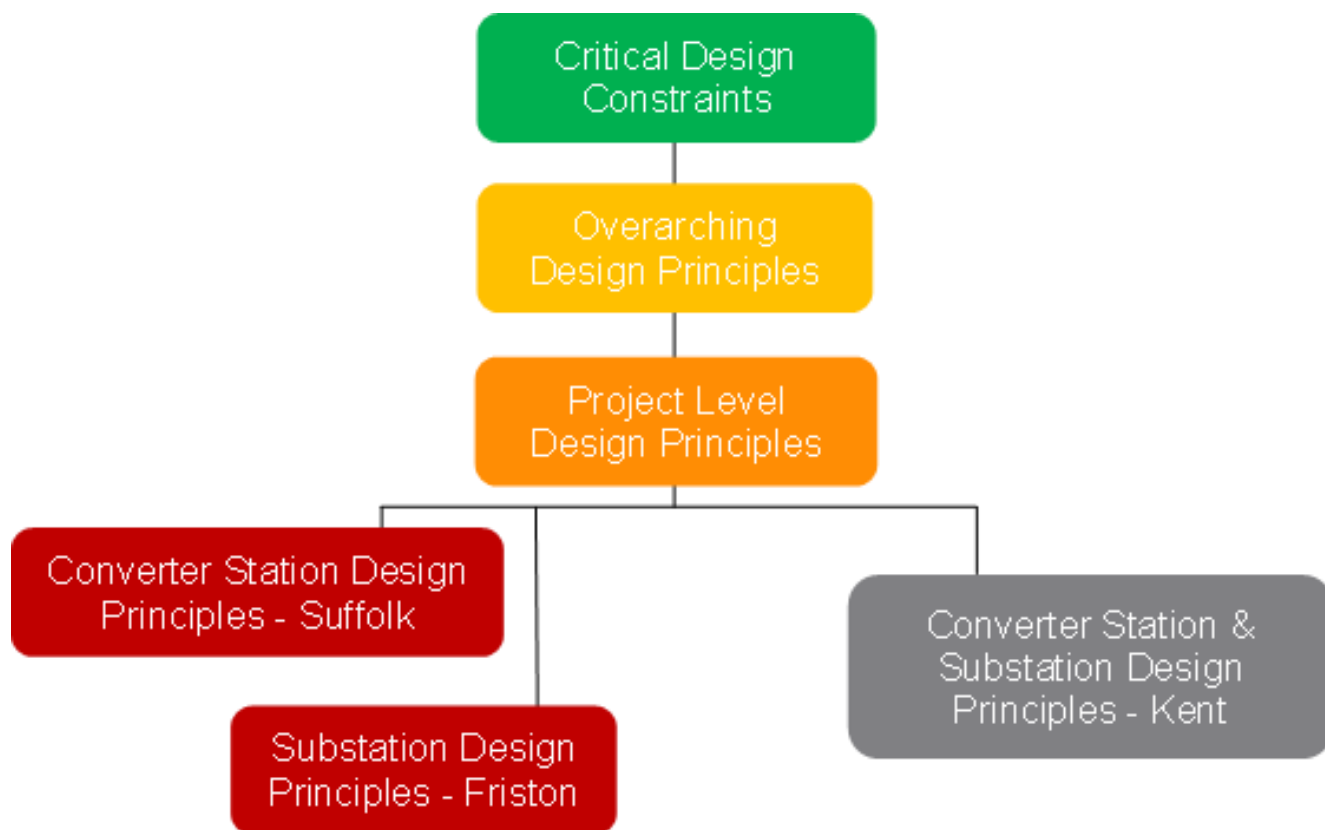 Critical Design
Constraints
Overarching
Design Principles
Project Level
Design Principles
Converter Station Design
Principles - Suffolk
Substation Design
Principles - Friston
Converter Station &
Substation Design
Principles - Kent